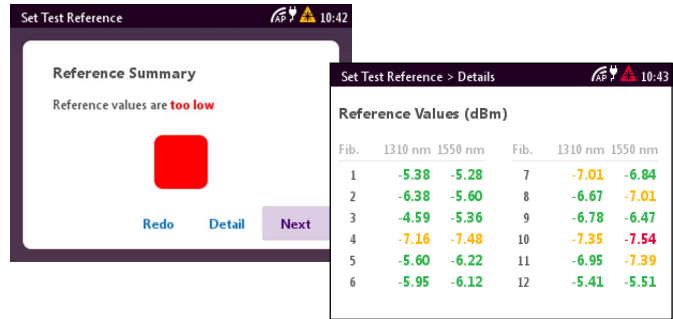 Set Test Reference AP 10:42
Reference Summary
Reference values are too low
Redo Detail Next
Set Test Reference > Details AP 10:43
Reference Values (dBm)
Fib. 1310 nm 1550 nm Fib. 1310 nm 1550 nm
1 -5.38 -5.28 7 -7.01 -6.84
2 -6.38 -5.60 8 -6.67 -7.01
3 -4.59 -5.36 9 -6.78 -6.47
4 -7.16 -7.48 10 -7.35 -7.54
5 -5.60 -6.22 11 -6.95 -7.39
6 -5.95 -6.12 12 -5.41 -5.51